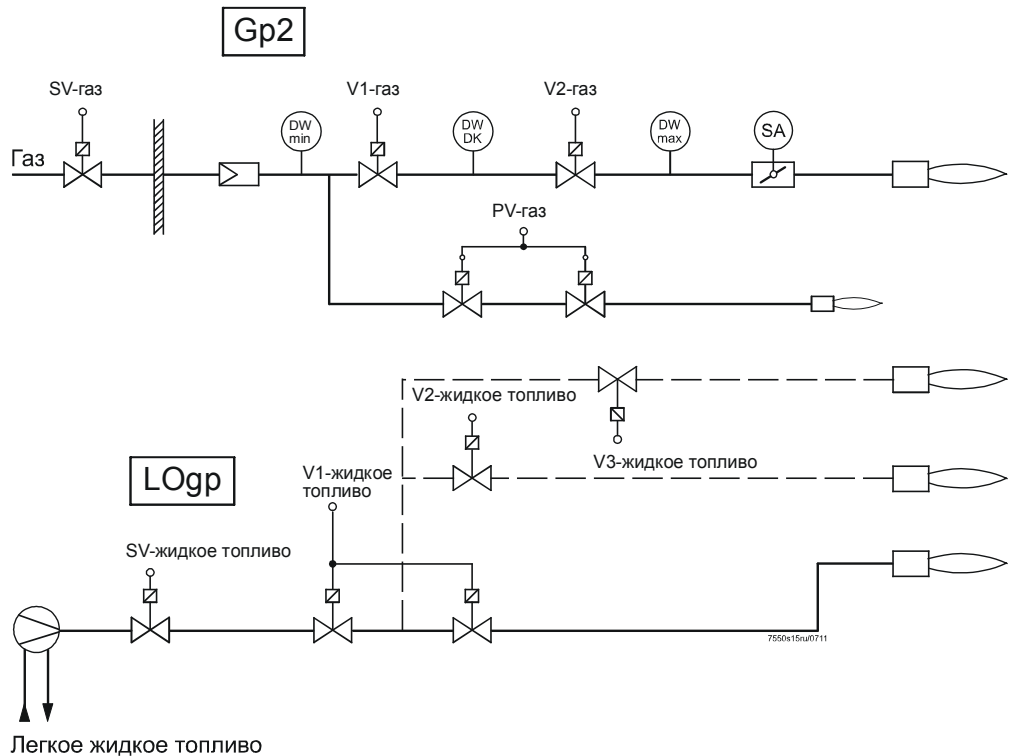 Gp2
SV-газ
V1-газ
V2-газ
DW
min
DW
DK
DW
max
SA
Газ
PV-газ
V2-жидкое топливо
V3-жидкое топливо
LOgp
V1-жидкое
топливо
SV-жидкое топливо
7550s15ru/0711
Легкое жидкое топливо